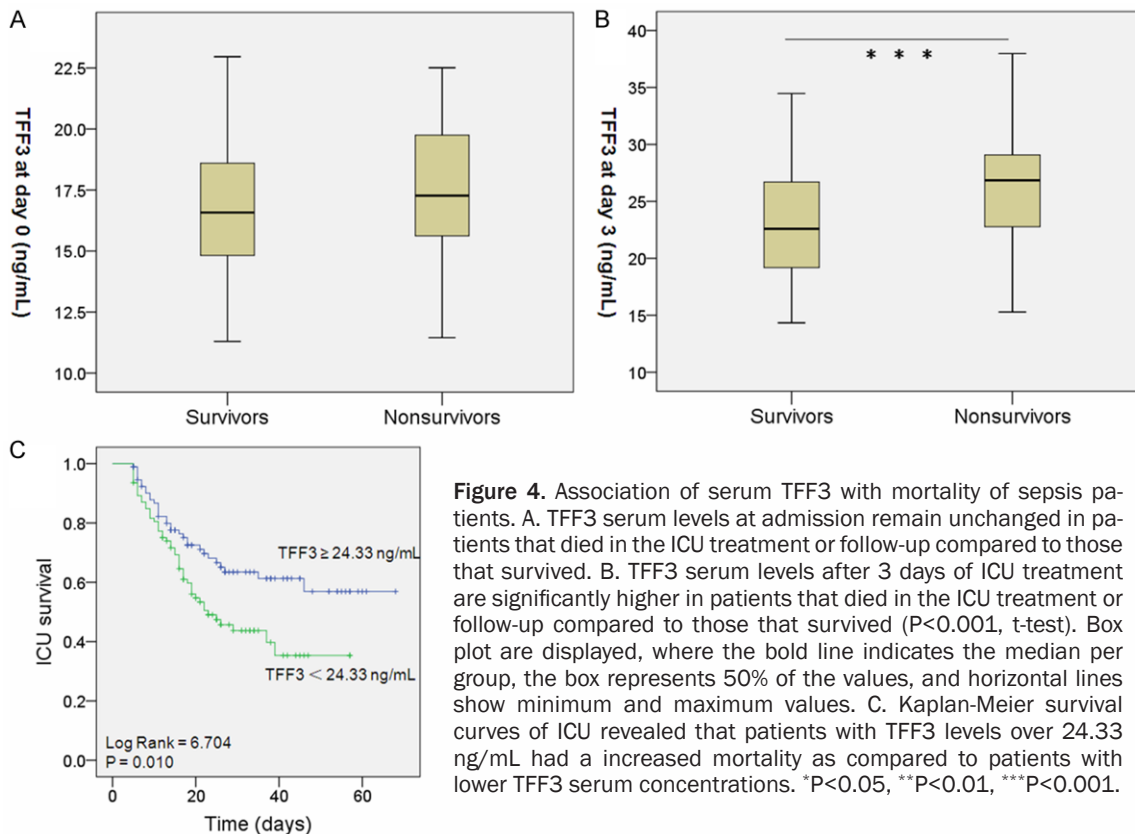 A
TFF3 at day 0 (ng/mL)
22.5
20.0
17.5
15.0
12.5
10.0
Survivors
Nonsurvivors
B
TFF3 at day 3 (ng/mL)
40
35
30
25
20
15
10
* * *
Survivors
Nonsurvivors
C
ICU survival
1.0
0.8
0.6
0.4
0.2
0.0
TFF3 ≥ 24.33 ng/mL
TFF3 < 24.33 ng/mL
Log Rank = 6.704
P = 0.010
0 20 40 60
Time (days)
Figure 4. Association of serum TFF3 with mortality of sepsis pa-
tients. A. TFF3 serum levels at admission remain unchanged in pa-
tients that died in the ICU treatment or follow-up compared to those
that survived. B. TFF3 serum levels after 3 days of ICU treatment
are significantly higher in patients that died in the ICU treatment or
follow-up compared to those that survived (P<0.001, t-test). Box
plot are displayed, where the bold line indicates the median per
group, the box represents 50% of the values, and horizontal lines
show minimum and maximum values. C. Kaplan-Meier survival
curves of ICU revealed that patients with TFF3 levels over 24.33
ng/mL had a increased mortality as compared to patients with
lower TFF3 serum concentrations. *P<0.05, **P<0.01, ***P<0.001.